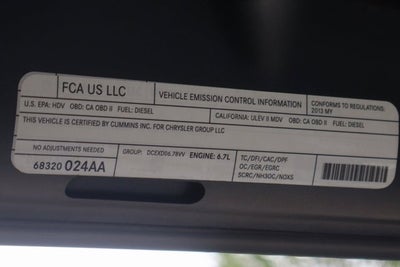 FCA US LLC
VEHICLE EMISSION CONTROL INFORMATION
CONFORMS TO REGULATIONS:
2013 MY
U.S. EPA: HDV OBD: CA OBD II FUEL: DIESEL
CALIFORNIA: ULEV II MDV OBD: CA OBD II FUEL: DIESEL
THIS VEHICLE IS CERTIFIED BY CUMMINS INC. FOR CHRYSLER GROUP LLC
NO ADJUSTMENTS NEEDED
68320 024AA
GROUP: DCEXD06.78VV ENGINE: 6.7L
TC/DFI/CAC/DPF
OC/EGR/EGRC
SCRC/NH3OC/NOXS